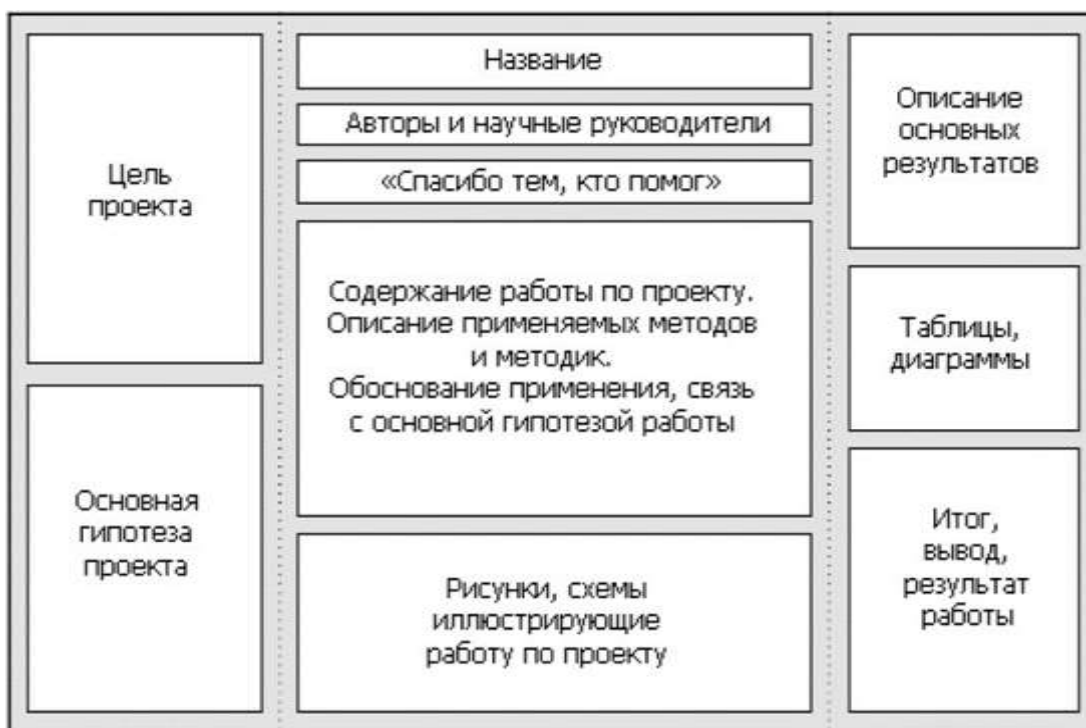 Цель
проекта
Основная
гипотеза
проекта
Название
Авторы и научные руководители
«Спасибо тем, кто помог»
Содержание работы по проекту.
Описание применяемых методов
и методик.
Обоснование применения, связь
с основной гипотезой работы
Рисунки, схемы
иллюстрирующие
работу по проекту
Описание
основных
результатов
Таблицы,
диаграммы
Итог,
вывод,
результат
работы